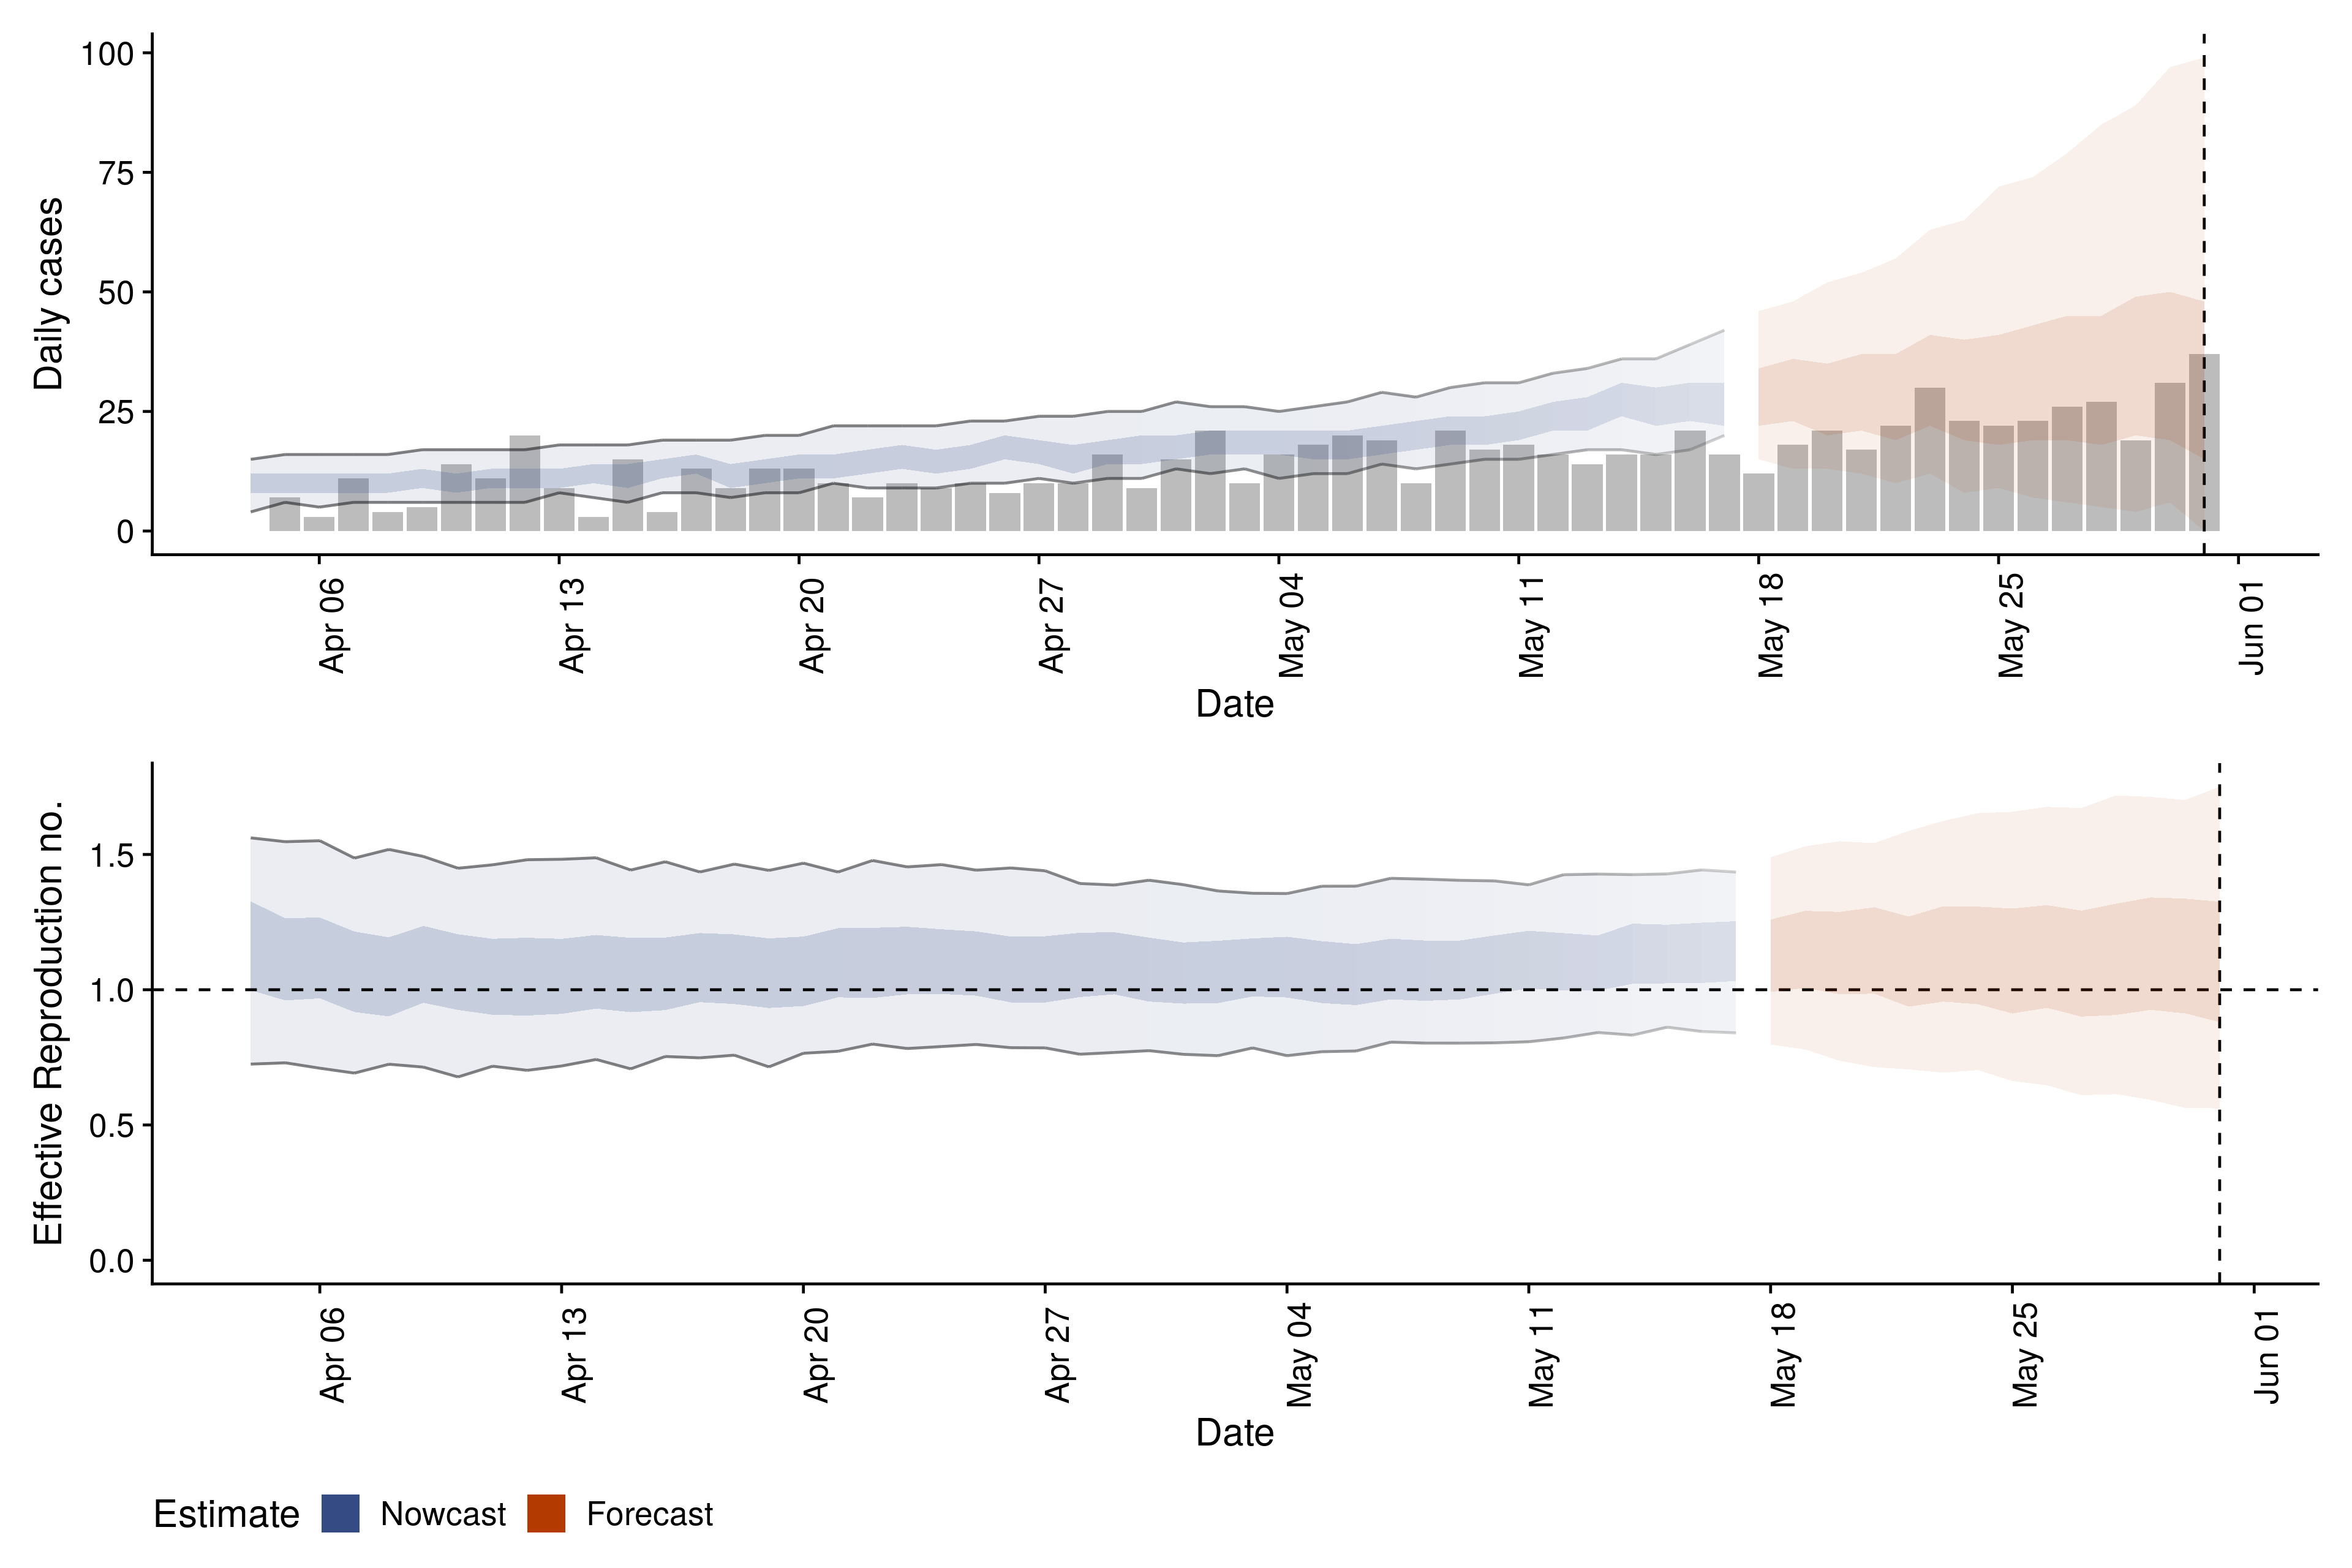 Daily cases
100
75
50
25
0
Apr 06
Apr 13
Apr 20
Apr 27
May 04
May 11
May 18
May 25
Jun 01
Date
Effective Reproduction no.
1.5
1.0
0.5
0.0
Apr 06
Apr 13
Apr 20
Apr 27
May 04
May 11
May 18
May 25
Jun 01
Date
Estimate Nowcast Forecast